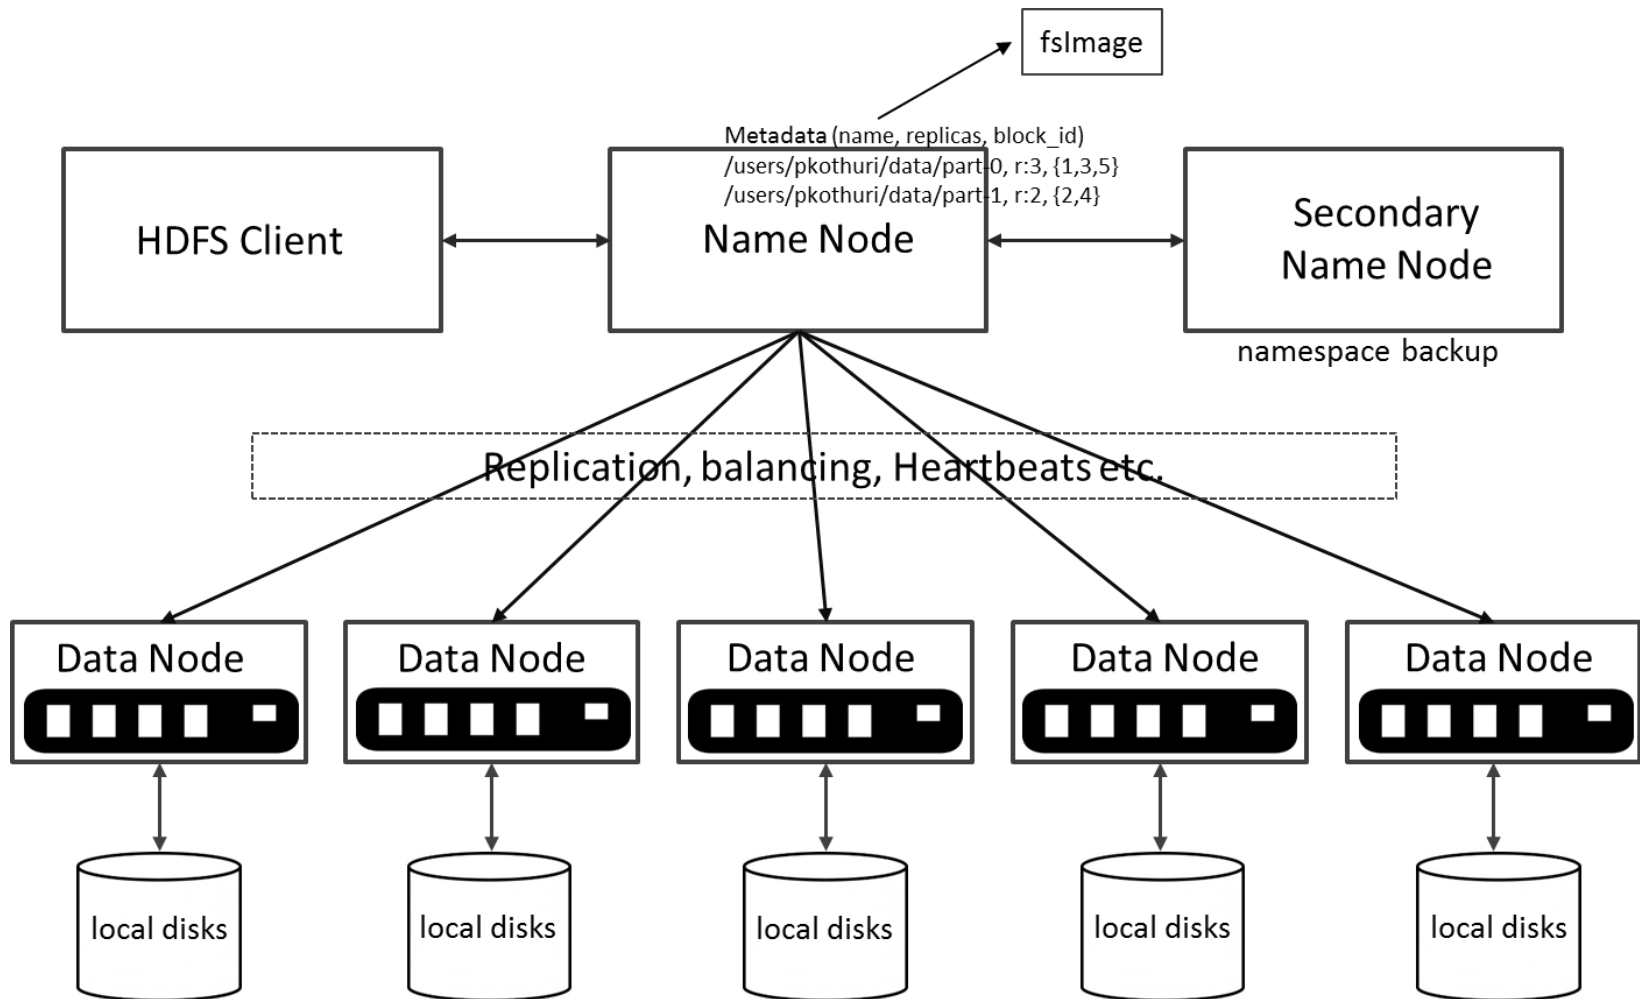 fsImage
Metadata (name, replicas, block_id)
/users/pkothuri/data/part-0, r:3, {1,3,5}
/users/pkothuri/data/part-1, r:2, {2,4}
HDFS Client
Name Node
Secondary
Name Node
namespace backup
Replication, balancing, Heartbeats etc.
Data Node
Data Node
Data Node
Data Node
Data Node
local disks
local disks
local disks
local disks
local disks